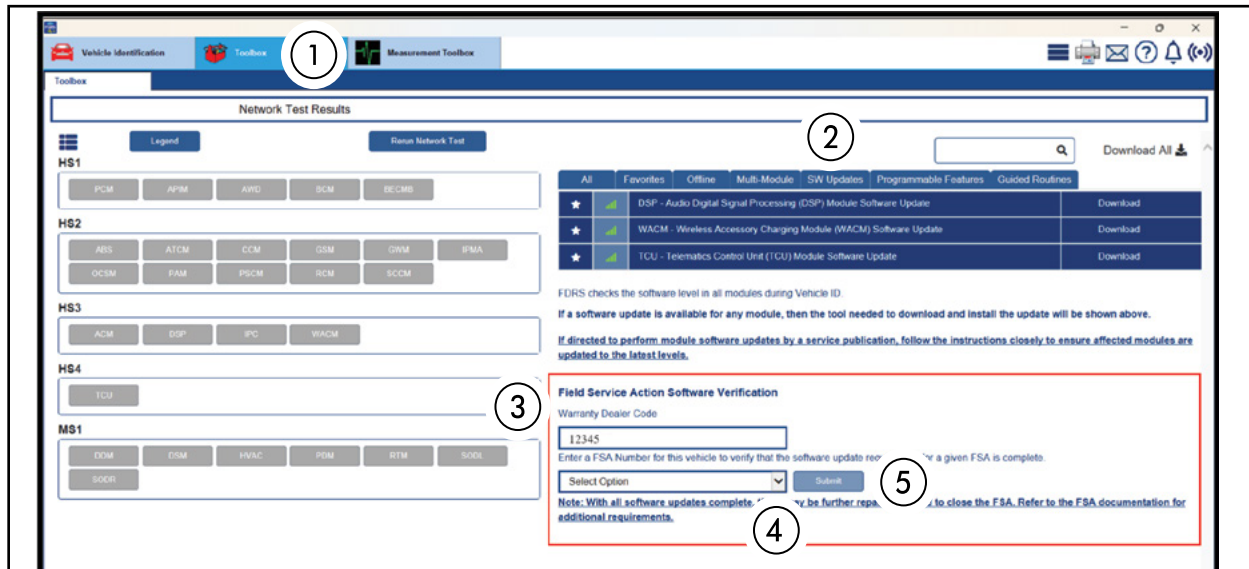 Vehicle Identification
Toolbox
1
Measurement Toolbox
Toolbox
Network Test Results
2
Legend
Rerun Network Test
Download All
HS1
PCM APIM AWD BCM BECMB
All Favorites Offline Multi-Module SW Updates Programmable Features Guided Routines
DSP - Audio Digital Signal Processing (DSP) Module Software Update Download
WACM - Wireless Accessory Charging Module (WACM) Software Update Download
TCU - Telematics Control Unit (TCU) Module Software Update Download
HS2
ABS ATCM CCM GSM GWM IPMA
OCSM PAM PSCM RCM SCCM
FDRS checks the software level in all modules during Vehicle ID.
If a software update is available for any module, then the tool needed to download and install the update will be shown above.
If directed to perform module software updates by a service publication, follow the instructions closely to ensure affected modules are
updated to the latest levels.
HS3
ACM DSP IPC WACM
HS4
TCU
MS1
DDM DSM HVAC PDM RTM SODL
SODR
3
Field Service Action Software Verification
Warranty Dealer Code
12345
Enter a FSA Number for this vehicle to verify that the software update req for a given FSA is complete.
Select Option
Submit
5
Note: With all software updates complete, be further repa to close the FSA. Refer to the FSA documentation for
additional requirements.
4